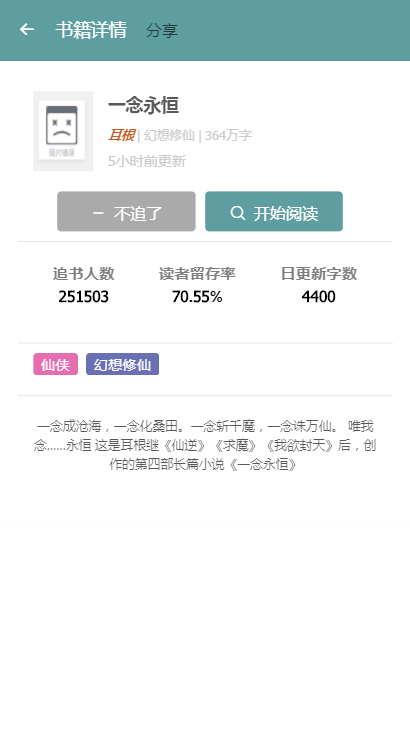 书籍详情 分享
一念永恒
耳根 | 幻想修仙 | 364万字
5小时前更新
图片错误
不追了 开始阅读
追书人数 读者留存率 日更新字数
251503 70.55% 4400
仙侠 幻想修仙
一念成沧海，一念化桑田。一念斩千魔，一念诛万仙。 唯我
念……永恒 这是耳根继《仙逆》《求魔》《我欲封天》后，创
作的第四部长篇小说《一念永恒》